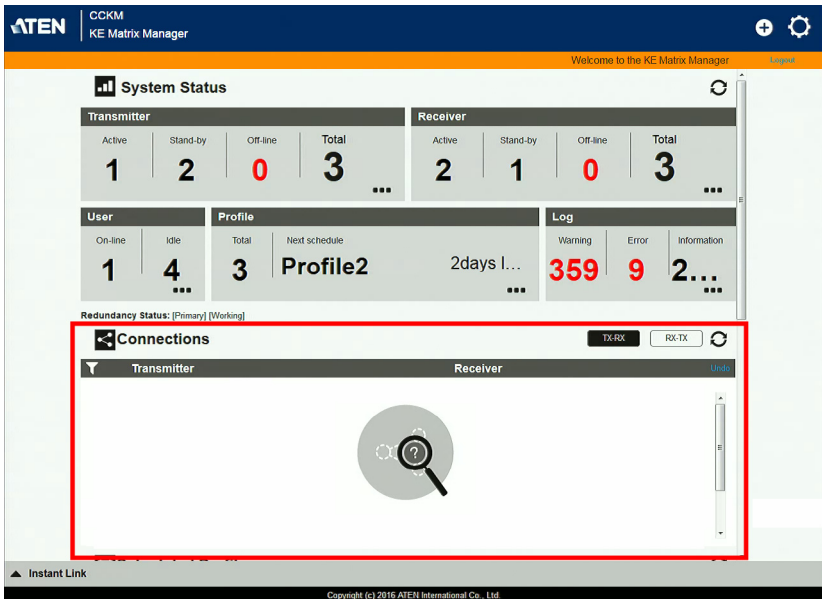 ATEN
CCKM
KE Matrix Manager
Welcome to the KE Matrix Manager
Logout
System Status
Transmitter
Receiver
Active
Stand-by
Off-line
Total
Active
Stand-by
Off-line
Total
1
2
0
3
2
1
0
3
User
Profile
Log
On-line
Idle
Total
Next schedule
Warning
Error
Information
1
4
3
Profile2
2days l...
359
9
2...
Redundancy Status: [Primary] [Working]
Connections
TX-RX
RX-TX
Transmitter
Receiver
Undo
?
Instant Link
Copyright (c) 2016 ATEN International Co., Ltd.